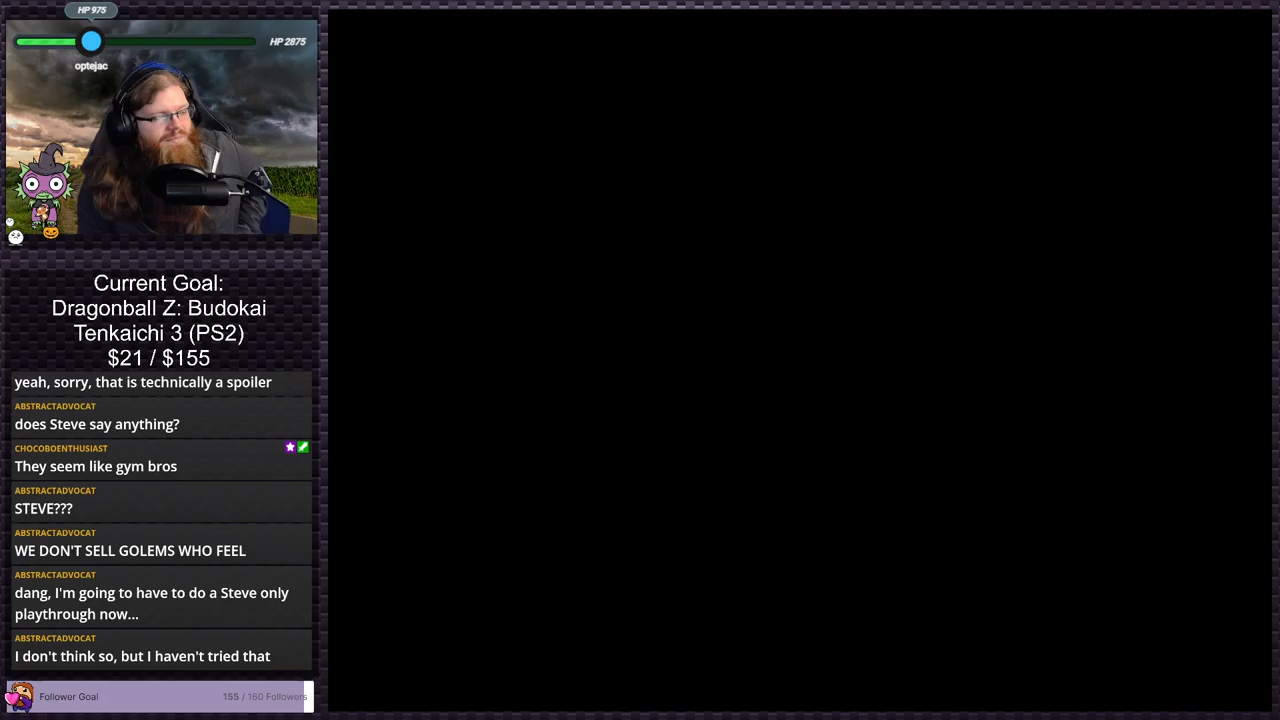 HP 975
HP 2875
optejac
Current Goal:
Dragonball Z: Budokai
Tenkaichi 3 (PS2)
$21 / $155
yeah, sorry, that is technically a spoiler
ABSTRACTADVOCAT
does Steve say anything?
CHOCOBOENTHUSIAST
They seem like gym bros
ABSTRACTADVOCAT
STEVE???
ABSTRACTADVOCAT
WE DON'T SELL GOLEMS WHO FEEL
ABSTRACTADVOCAT
dang, I'm going to have to do a Steve only
playthrough now...
ABSTRACTADVOCAT
I don't think so, but I haven't tried that
Follower Goal
155 / 160 Followers